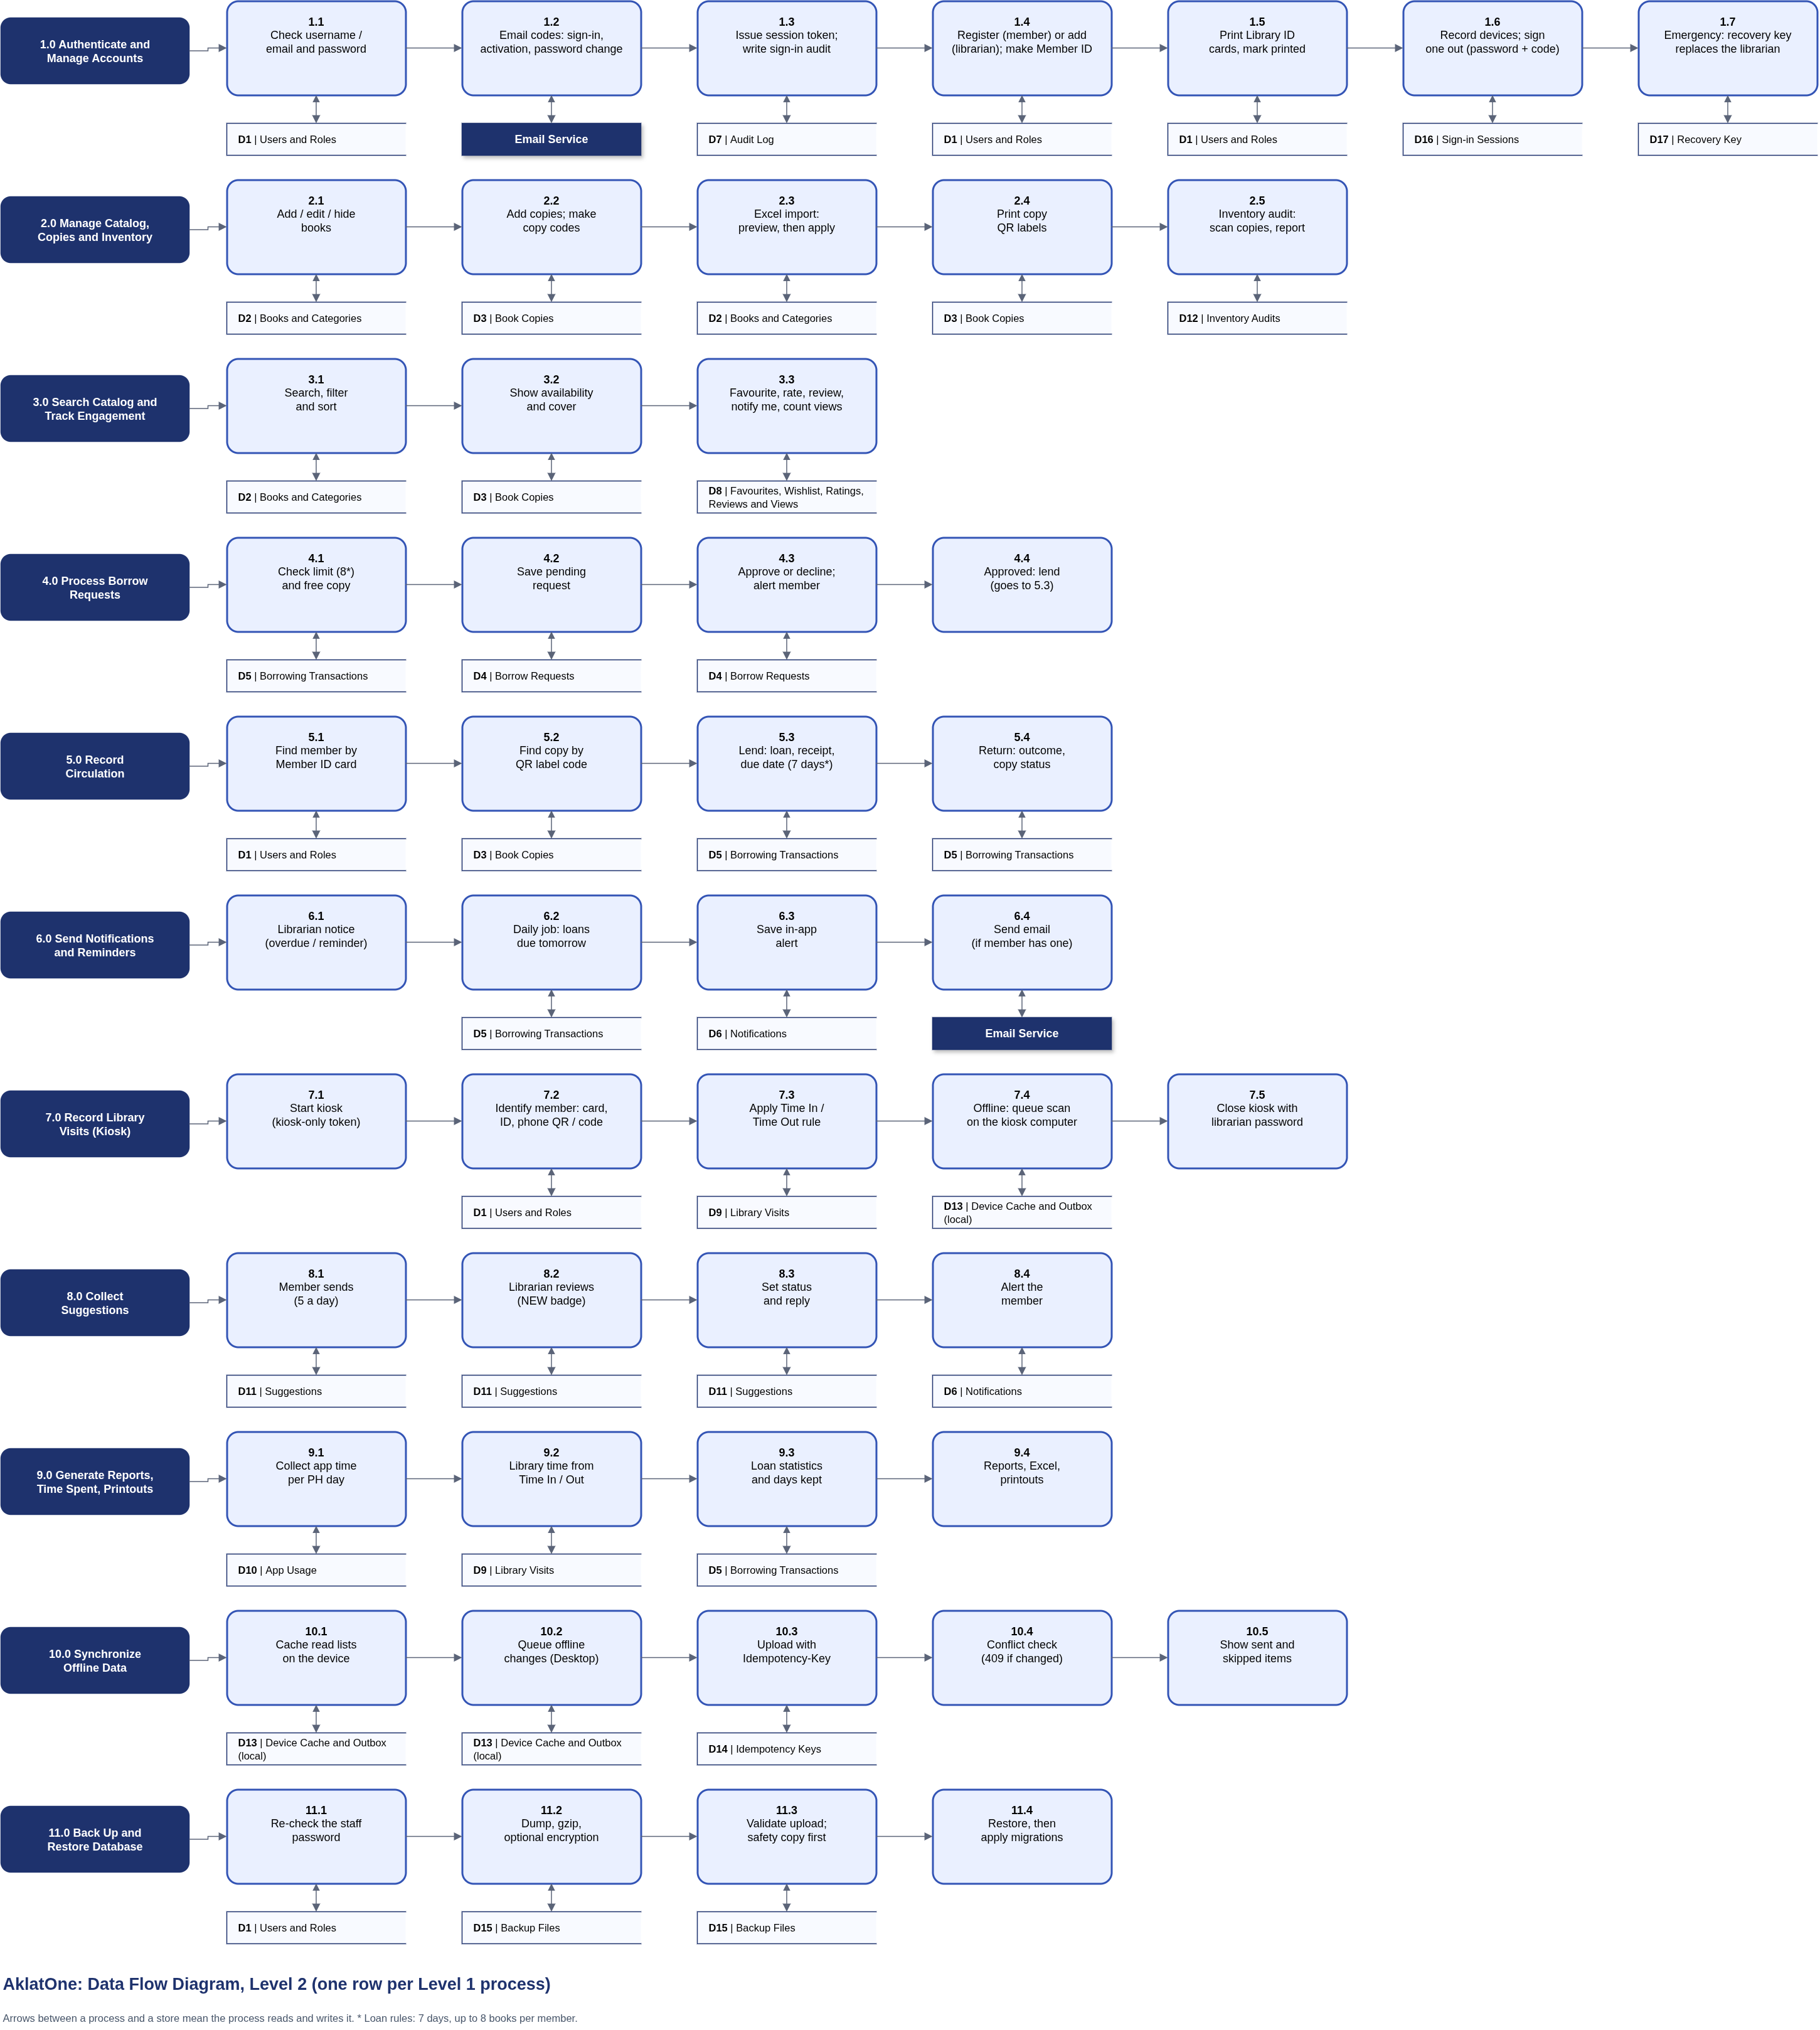 1.0 Authenticate and
Manage Accounts
1.1
Check username /
email and password
1.2
Email codes: sign-in,
activation, password change
1.3
Issue session token;
write sign-in audit
1.4
Register (member) or add
(librarian); make Member ID
1.5
Print Library ID
cards, mark printed
1.6
Record devices; sign
one out (password + code)
1.7
Emergency: recovery key
replaces the librarian
D1 | Users and Roles
Email Service
D7 | Audit Log
D1 | Users and Roles
D1 | Users and Roles
D16 | Sign-in Sessions
D17 | Recovery Key
2.0 Manage Catalog,
Copies and Inventory
2.1
Add / edit / hide
books
2.2
Add copies; make
copy codes
2.3
Excel import:
preview, then apply
2.4
Print copy
QR labels
2.5
Inventory audit:
scan copies, report
D2 | Books and Categories
D3 | Book Copies
D2 | Books and Categories
D3 | Book Copies
D12 | Inventory Audits
3.0 Search Catalog and
Track Engagement
3.1
Search, filter
and sort
3.2
Show availability
and cover
3.3
Favourite, rate, review,
notify me, count views
D2 | Books and Categories
D3 | Book Copies
D8 | Favourites, Wishlist, Ratings,
Reviews and Views
4.0 Process Borrow
Requests
4.1
Check limit (8*)
and free copy
4.2
Save pending
request
4.3
Approve or decline;
alert member
4.4
Approved: lend
(goes to 5.3)
D5 | Borrowing Transactions
D4 | Borrow Requests
D4 | Borrow Requests
5.0 Record
Circulation
5.1
Find member by
Member ID card
5.2
Find copy by
QR label code
5.3
Lend: loan, receipt,
due date (7 days*)
5.4
Return: outcome,
copy status
D1 | Users and Roles
D3 | Book Copies
D5 | Borrowing Transactions
D5 | Borrowing Transactions
6.0 Send Notifications
and Reminders
6.1
Librarian notice
(overdue / reminder)
6.2
Daily job: loans
due tomorrow
6.3
Save in-app
alert
6.4
Send email
(if member has one)
D5 | Borrowing Transactions
D6 | Notifications
Email Service
7.0 Record Library
Visits (Kiosk)
7.1
Start kiosk
(kiosk-only token)
7.2
Identify member: card,
ID, phone QR / code
7.3
Apply Time In /
Time Out rule
7.4
Offline: queue scan
on the kiosk computer
7.5
Close kiosk with
librarian password
D1 | Users and Roles
D9 | Library Visits
D13 | Device Cache and Outbox
(local)
8.0 Collect
Suggestions
8.1
Member sends
(5 a day)
8.2
Librarian reviews
(NEW badge)
8.3
Set status
and reply
8.4
Alert the
member
D11 | Suggestions
D11 | Suggestions
D11 | Suggestions
D6 | Notifications
9.0 Generate Reports,
Time Spent, Printouts
9.1
Collect app time
per PH day
9.2
Library time from
Time In / Out
9.3
Loan statistics
and days kept
9.4
Reports, Excel,
printouts
D10 | App Usage
D9 | Library Visits
D5 | Borrowing Transactions
10.0 Synchronize
Offline Data
10.1
Cache read lists
on the device
10.2
Queue offline
changes (Desktop)
10.3
Upload with
Idempotency-Key
10.4
Conflict check
(409 if changed)
10.5
Show sent and
skipped items
D13 | Device Cache and Outbox
(local)
D13 | Device Cache and Outbox
(local)
D14 | Idempotency Keys
11.0 Back Up and
Restore Database
11.1
Re-check the staff
password
11.2
Dump, gzip,
optional encryption
11.3
Validate upload;
safety copy first
11.4
Restore, then
apply migrations
D1 | Users and Roles
D15 | Backup Files
D15 | Backup Files
AklatOne: Data Flow Diagram, Level 2 (one row per Level 1 process)
Arrows between a process and a store mean the process reads and writes it. * Loan rules: 7 days, up to 8 books per member.